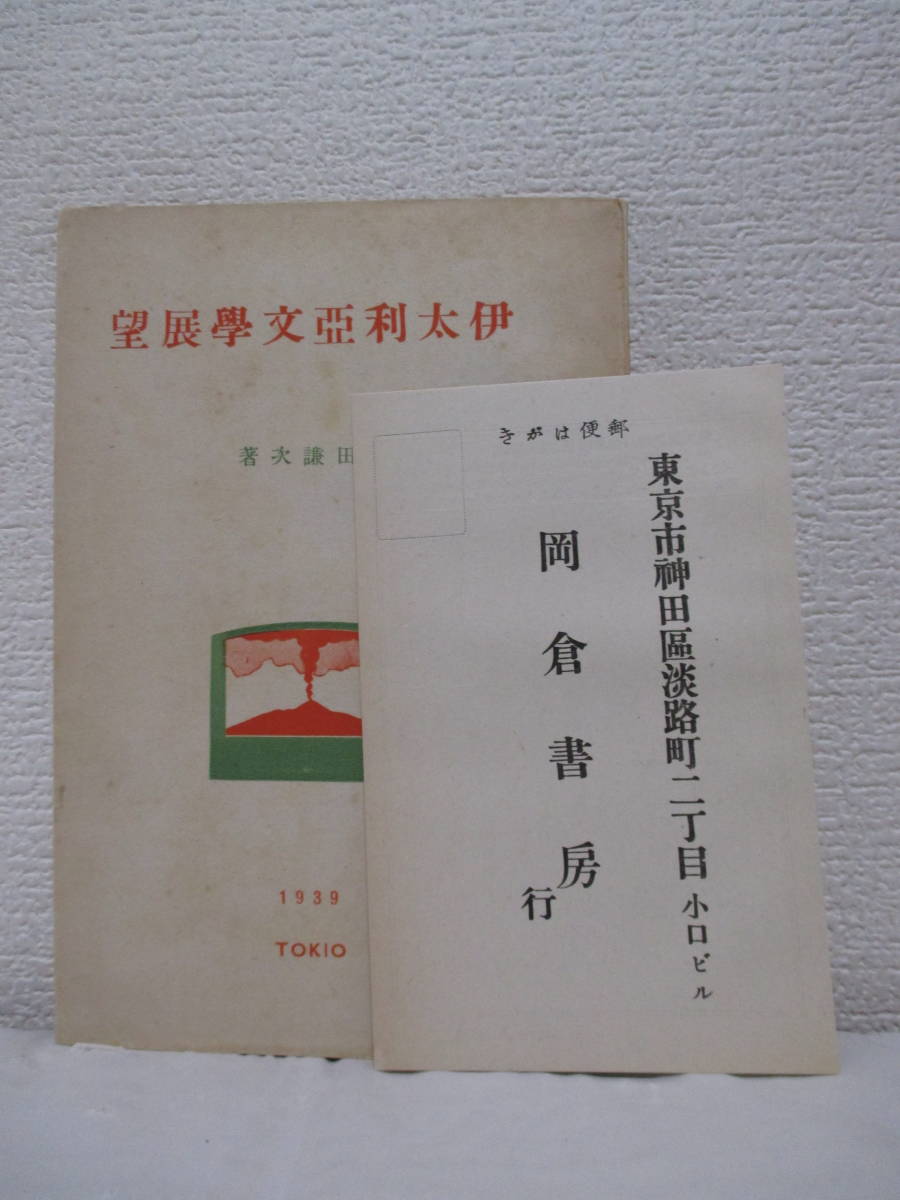 伊太利亞文學展望
田謙次著
1939
TOKIO
郵便はがき
東京市神田區淡路町二丁目 小口ビル
岡倉書房
行